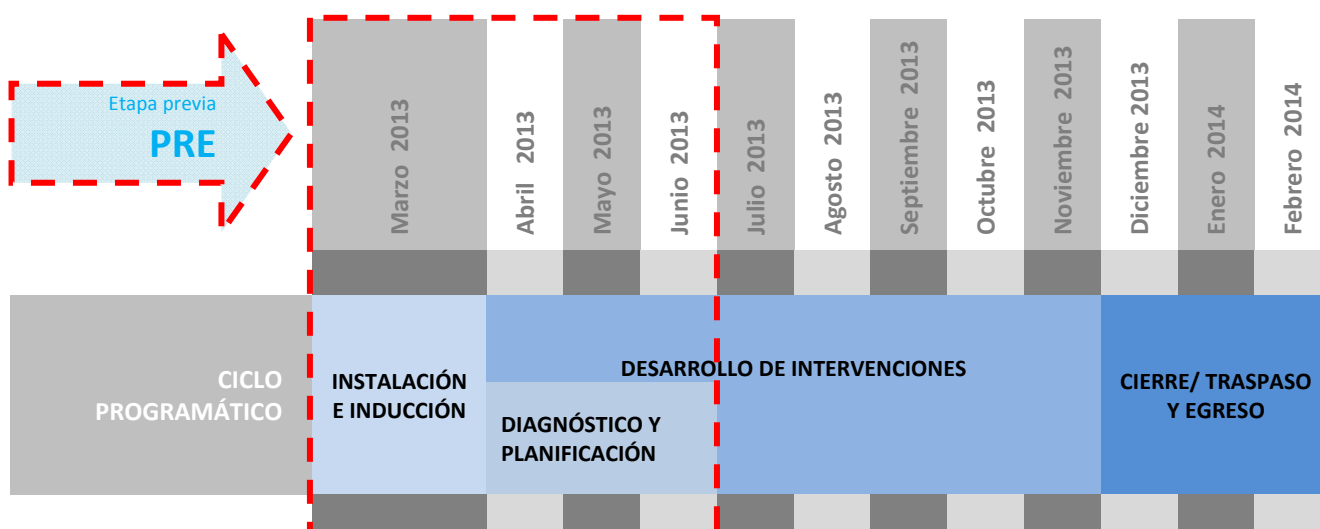 Etapa previa
PRE
Marzo 2013
Abril 2013
Mayo 2013
Junio 2013
Julio 2013
Agosto 2013
Septiembre 2013
Octubre 2013
Noviembre 2013
Diciembre 2013
Enero 2014
Febrero 2014
CICLO
PROGRAMÁTICO
INSTALACIÓN
E INDUCCIÓN
DESARROLLO DE INTERVENCIONES
DIAGNÓSTICO Y
PLANIFICACIÓN
CIERRE/ TRASPASO
Y EGRESO